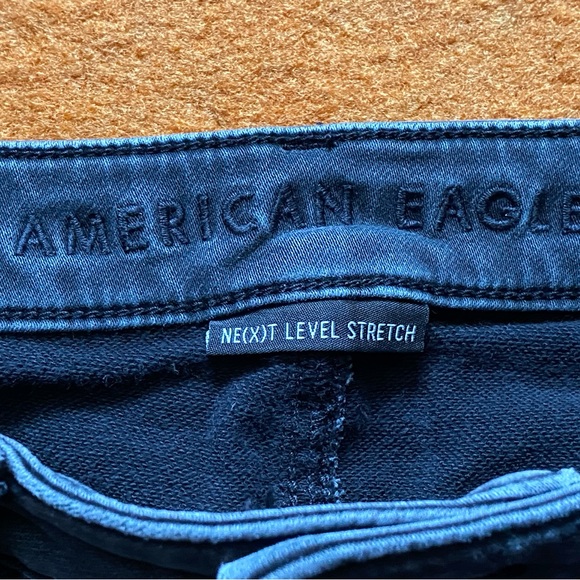 AMERICAN EAGLE
NE(X)T LEVEL STRETCH